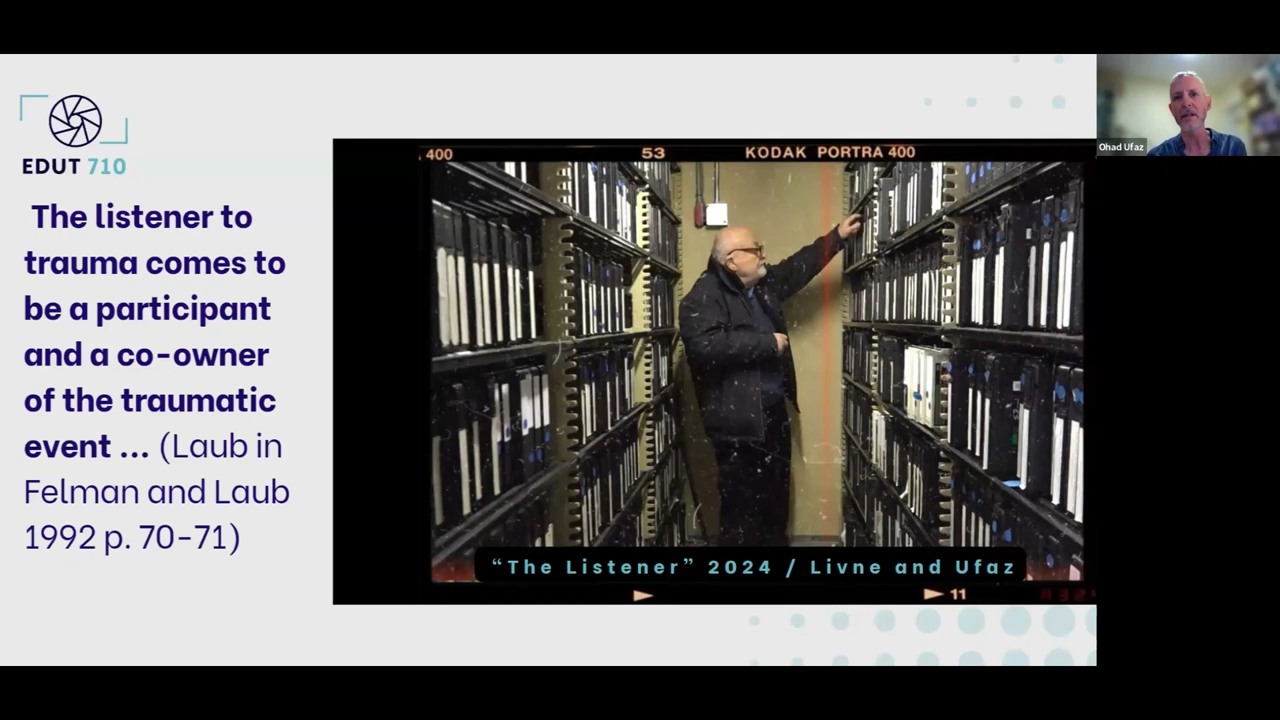 EDUT 710
The listener to
trauma comes to
be a participant
and a co-owner
of the traumatic
event ... (Laub in
Felman and Laub
1992 p. 70-71)
400
53
KODAK PORTRA 400
“The Listener” 2024 / Livne and Ufaz
11
Ohad Ufaz